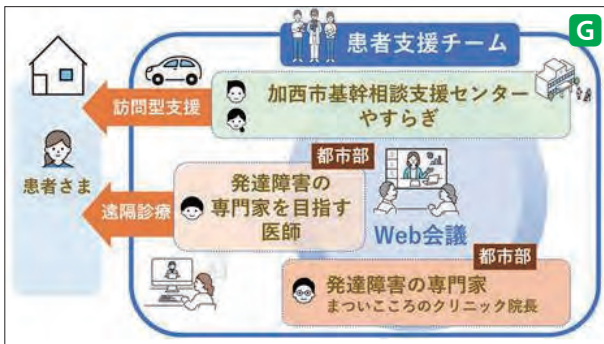 患者支援チーム
G
訪問型支援
加西市基幹相談支援センター
やすらぎ
患者さま
遠隔診療
都市部
発達障害の
専門家を目指す
医師
Web会議
都市部
発達障害の専門家
まついこころのクリニック院長